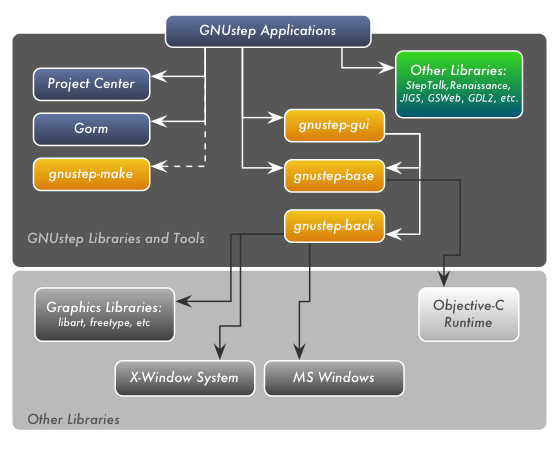 GNUstep Applications
Other Libraries:
StepTalk,Renaissance,
JIGS, GSWeb, GDL2, etc.
Project Center
Gorm
gnustep-make
gnustep-gui
gnustep-base
gnustep-back
GNUstep Libraries and Tools
Graphics Libraries:
libart, freetype, etc
Objective-C
Runtime
X-Window System
MS Windows
Other Libraries